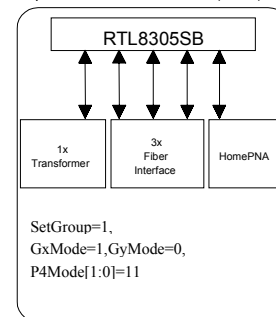 RTL8305SB
1x
Transformer
3x
Fiber
Interface
HomePNA
SetGroup=1,
GxMode=1,GyMode=0,
P4Mode[1:0]=11